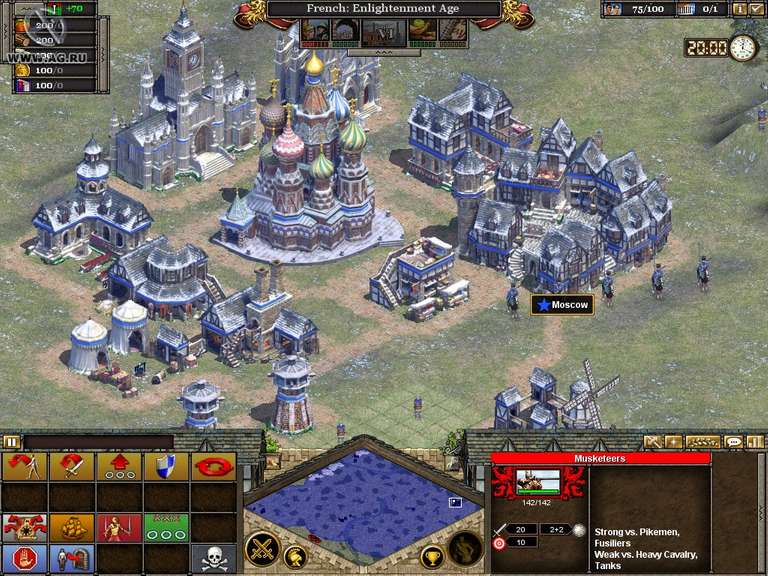 +70
French: Enlightenment Age
75/100
0/1
200/
200/
VI
100/0
100/0
20:00
WWW.AG.RU
Moscow
Musketeers
142/142
20
2+2
10
Strong vs. Pikemen,
Fusiliers
Weak vs. Heavy Cavalry,
Tanks